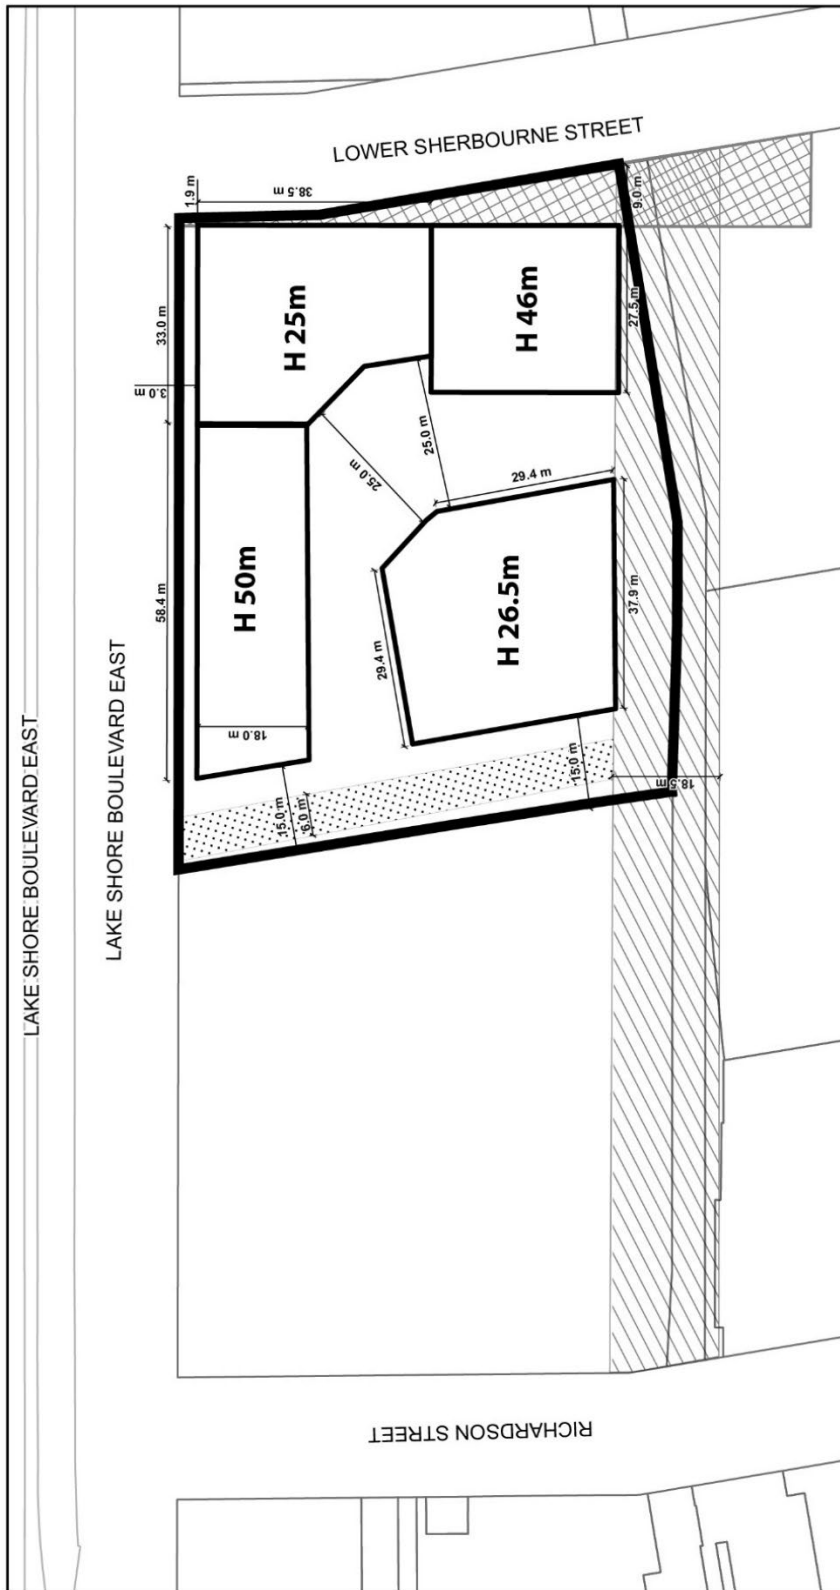 LOWER SHERBOURNE STREET
1.9 m
38.5 m
9.0 m
33.0 m
H 25m
H 46m
27.5 m
3.0 m
25.0 m
25.0 m
29.4 m
58.4 m
H 50m
H 26.5m
37.9 m
29.4 m
18.0 m
15.0 m
6.0 m
15.0 m
18.5 m
LAKE SHORE BOULEVARD EAST
LAKE SHORE BOULEVARD EAST
RICHARDSON STREET